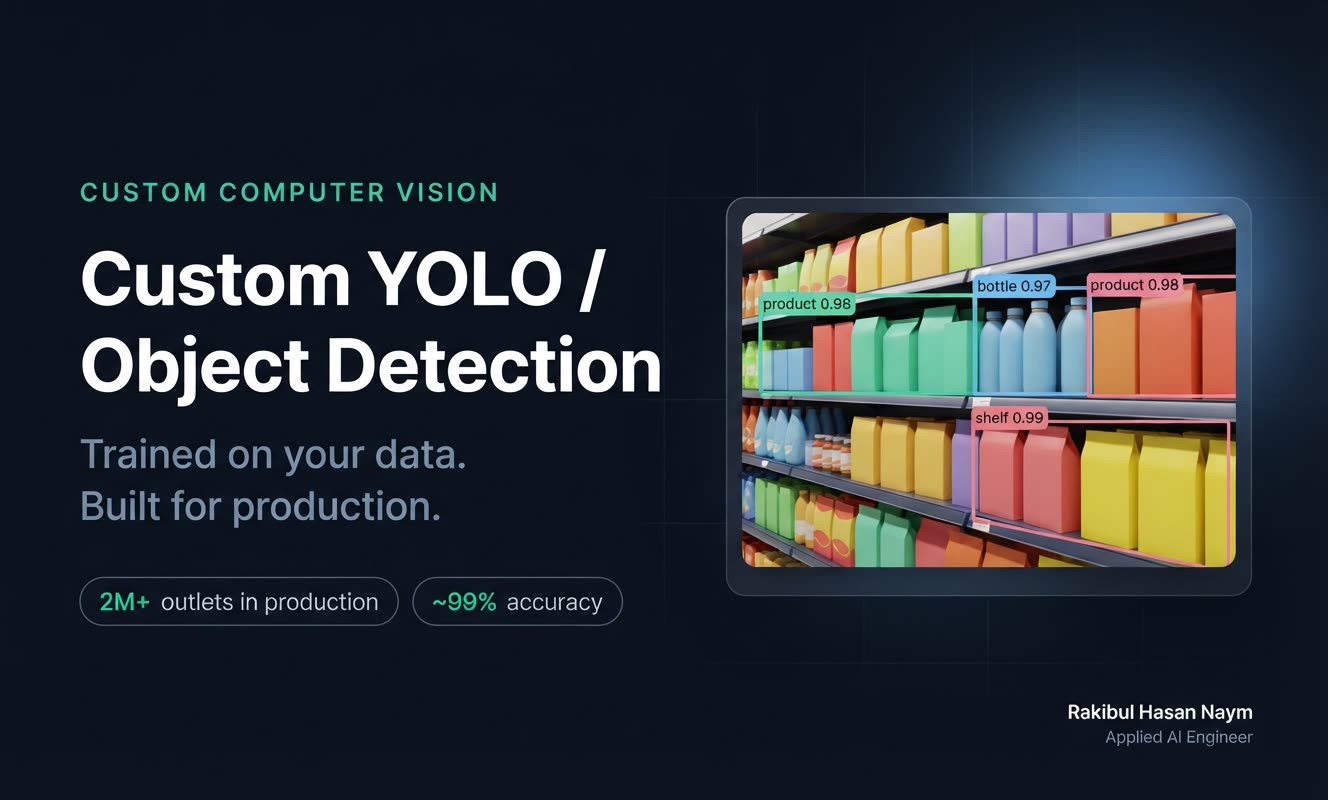 CUSTOM COMPUTER VISION
Custom YOLO /
Object Detection
Trained on your data.
Built for production.
2M+ outlets in production
~99% accuracy
product 0.98
bottle 0.97
product 0.98
shelf 0.99
Rakibul Hasan Naym
Applied AI Engineer